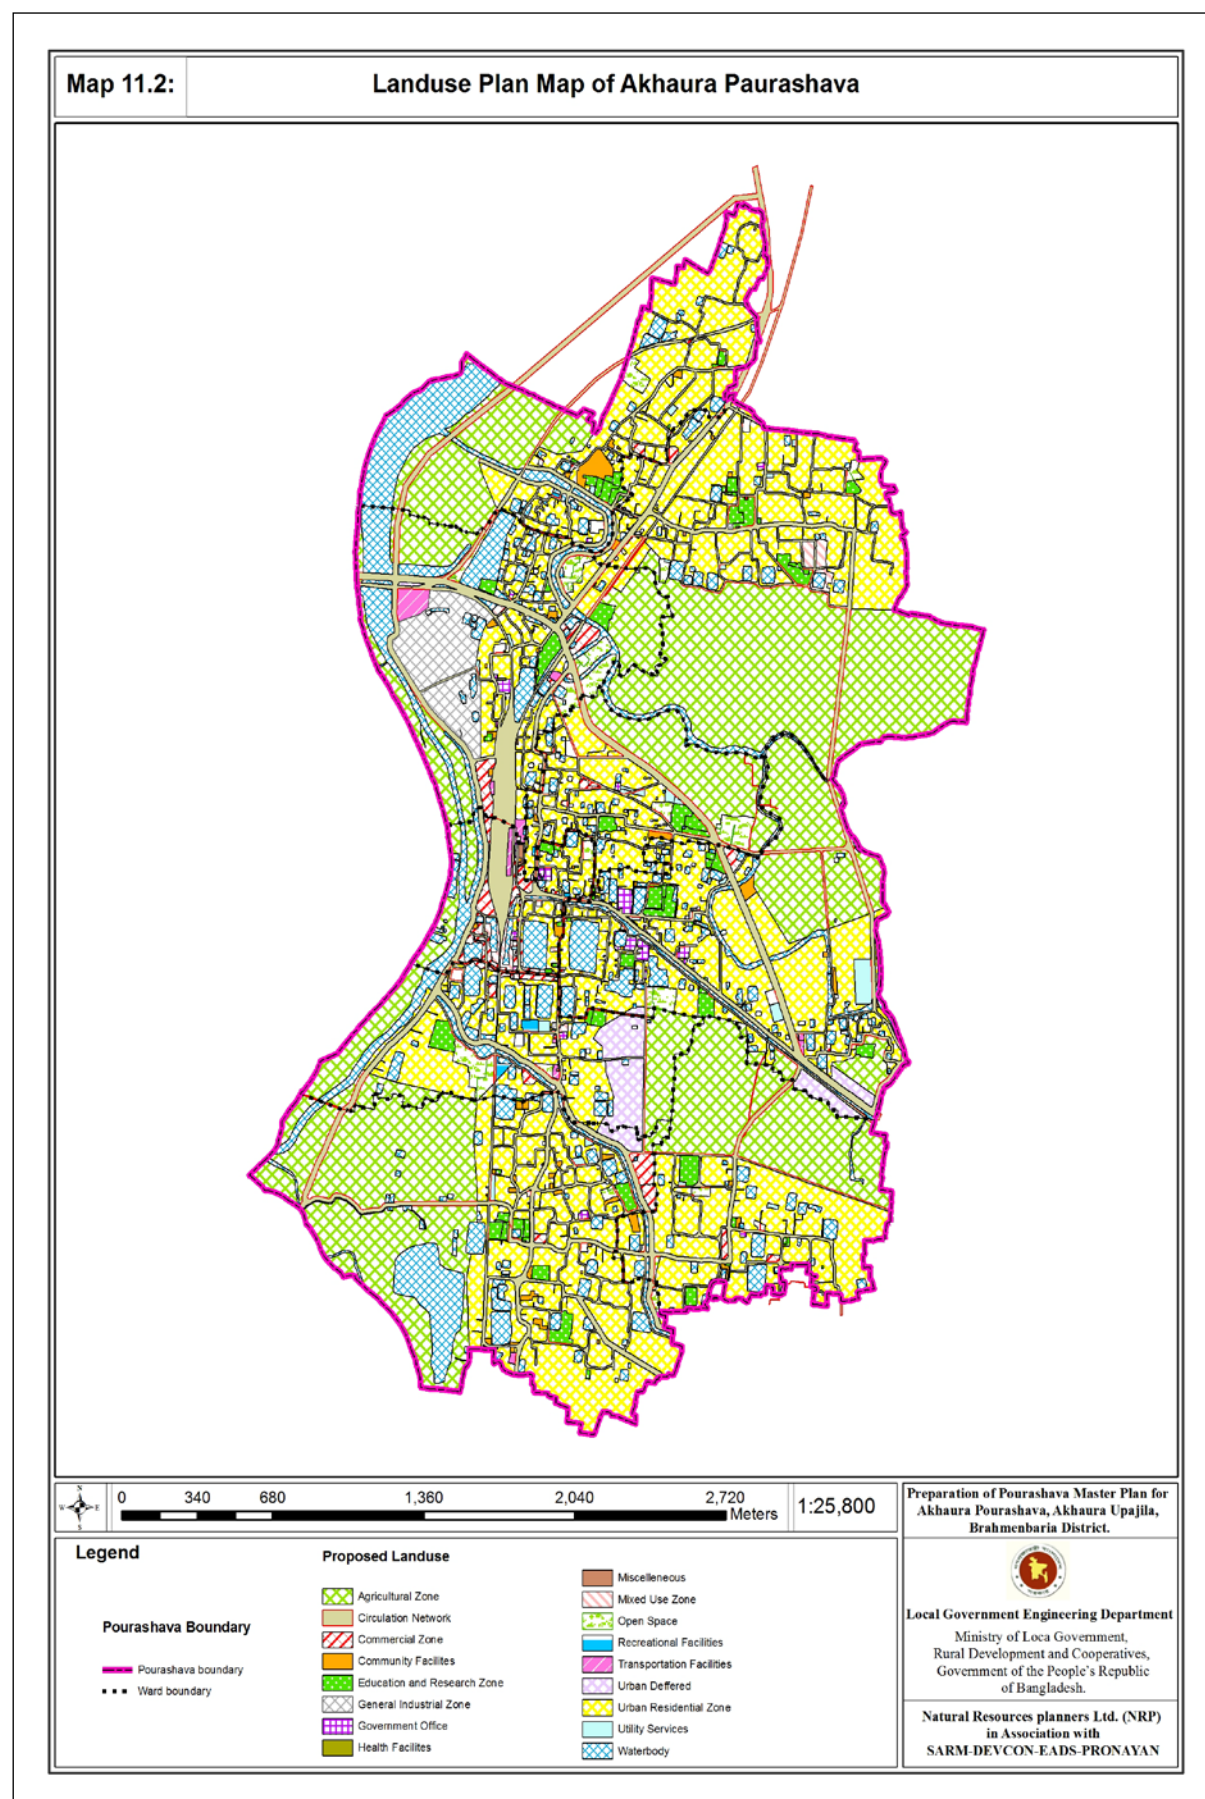 Map 11.2:
Landuse Plan Map of Akhaura Paurashava
N
W E
S
0 340 680 1,360 2,040 2,720
Meters
1:25,800
Legend
Pourashava Boundary
Pourashava boundary
Ward boundary
Proposed Landuse
Agricultural Zone
Circulation Network
Commercial Zone
Community Facilites
Education and Research Zone
General Industrial Zone
Government Office
Health Facilites
Miscelleneous
Mixed Use Zone
Open Space
Recreational Facilities
Transportation Facilities
Urban Deffered
Urban Residential Zone
Utility Services
Waterbody
Preparation of Pourashava Master Plan for
Akhaura Pourashava, Akhaura Upajila,
Brahmenbaria District.
Local Government Engineering Department
Ministry of Loca Government,
Rural Development and Cooperatives,
Government of the People's Republic
of Bangladesh.
Natural Resources planners Ltd. (NRP)
in Association with
SARM-DEVCON-EADS-PRONAYAN